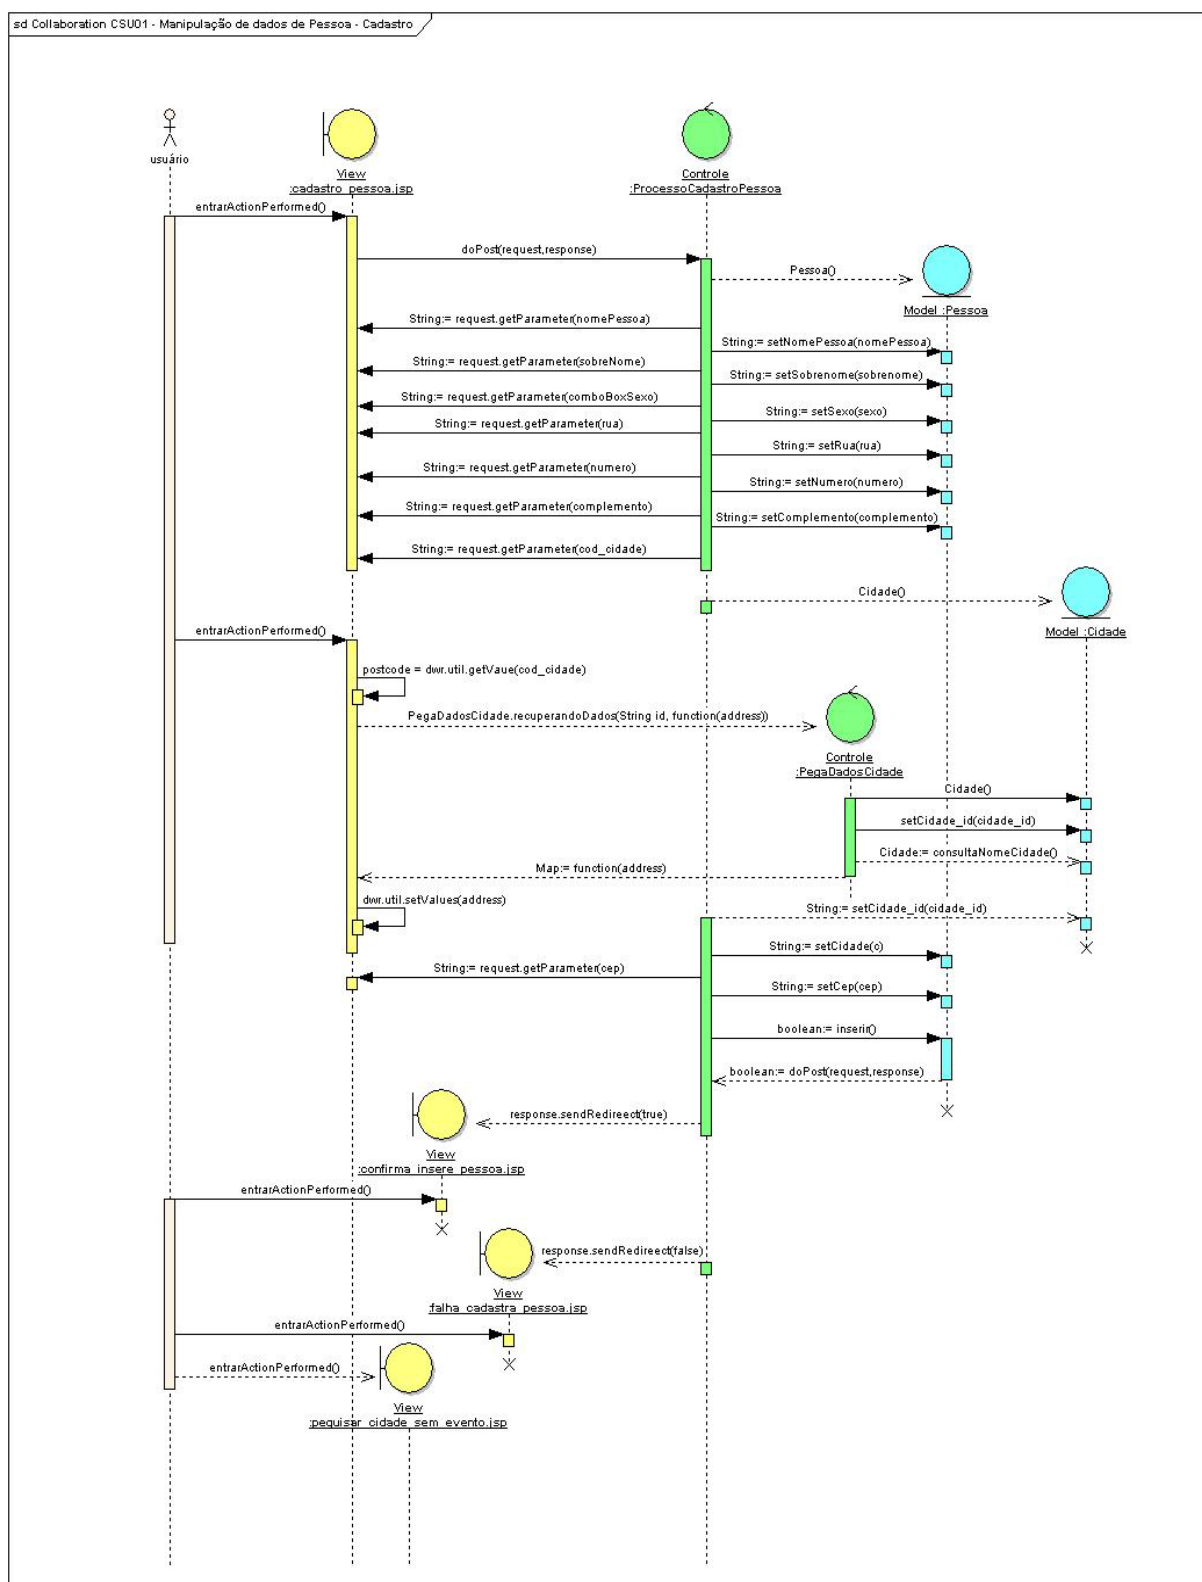 sd Collaboration CSU01 - Manipulação de dados de Pessoa - Cadastro
usuário
View
:cadastro_pessoa.jsp
Controle
:ProcessoCadastroPessoa
entrarActionPerformed()
doPost(request,response)
Pessoa()
Model :Pessoa
String:= request.getParameter(nomePessoa)
String:= setNomePessoa(nomePessoa)
String:= request.getParameter(sobreNome)
String:= setSobrenome(sobrenome)
String:= request.getParameter(comboBoxSexo)
String:= setSexo(sexo)
String:= request.getParameter(rua)
String:= setRua(rua)
String:= request.getParameter(numero)
String:= setNumero(numero)
String:= request.getParameter(complemento)
String:= setComplemento(complemento)
String:= request.getParameter(cod_cidade)
Cidade()
Model :Cidade
entrarActionPerformed()
postcode = dwr.util.getVaue(cod_cidade)
PegaDadosCidade.recuperandoDados(String id, function(address))
Controle
:PegaDadosCidade
Cidade()
setCidade_id(cidade_id)
Cidade:= consultaNomeCidade()
Map:= function(address)
dwr.util.setValues(address)
String:= setCidade_id(cidade_id)
String:= setCidade(c)
String:= request.getParameter(cep)
String:= setCep(cep)
boolean:= inserir()
boolean:= doPost(request,response)
response.sendRedireect(true)
View
:confirma_insere_pessoa.jsp
entrarActionPerformed()
response.sendRedireect(false)
View
:falha_cadastra_pessoa.jsp
entrarActionPerformed()
entrarActionPerformed()
View
:pequisar_cidade_sem_evento.jsp